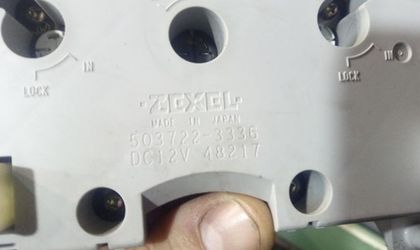 IN
LOCK
IN
LOCK
·ZEXEL·
MADE IN JAPAN
503722-3336
DC12V 48217